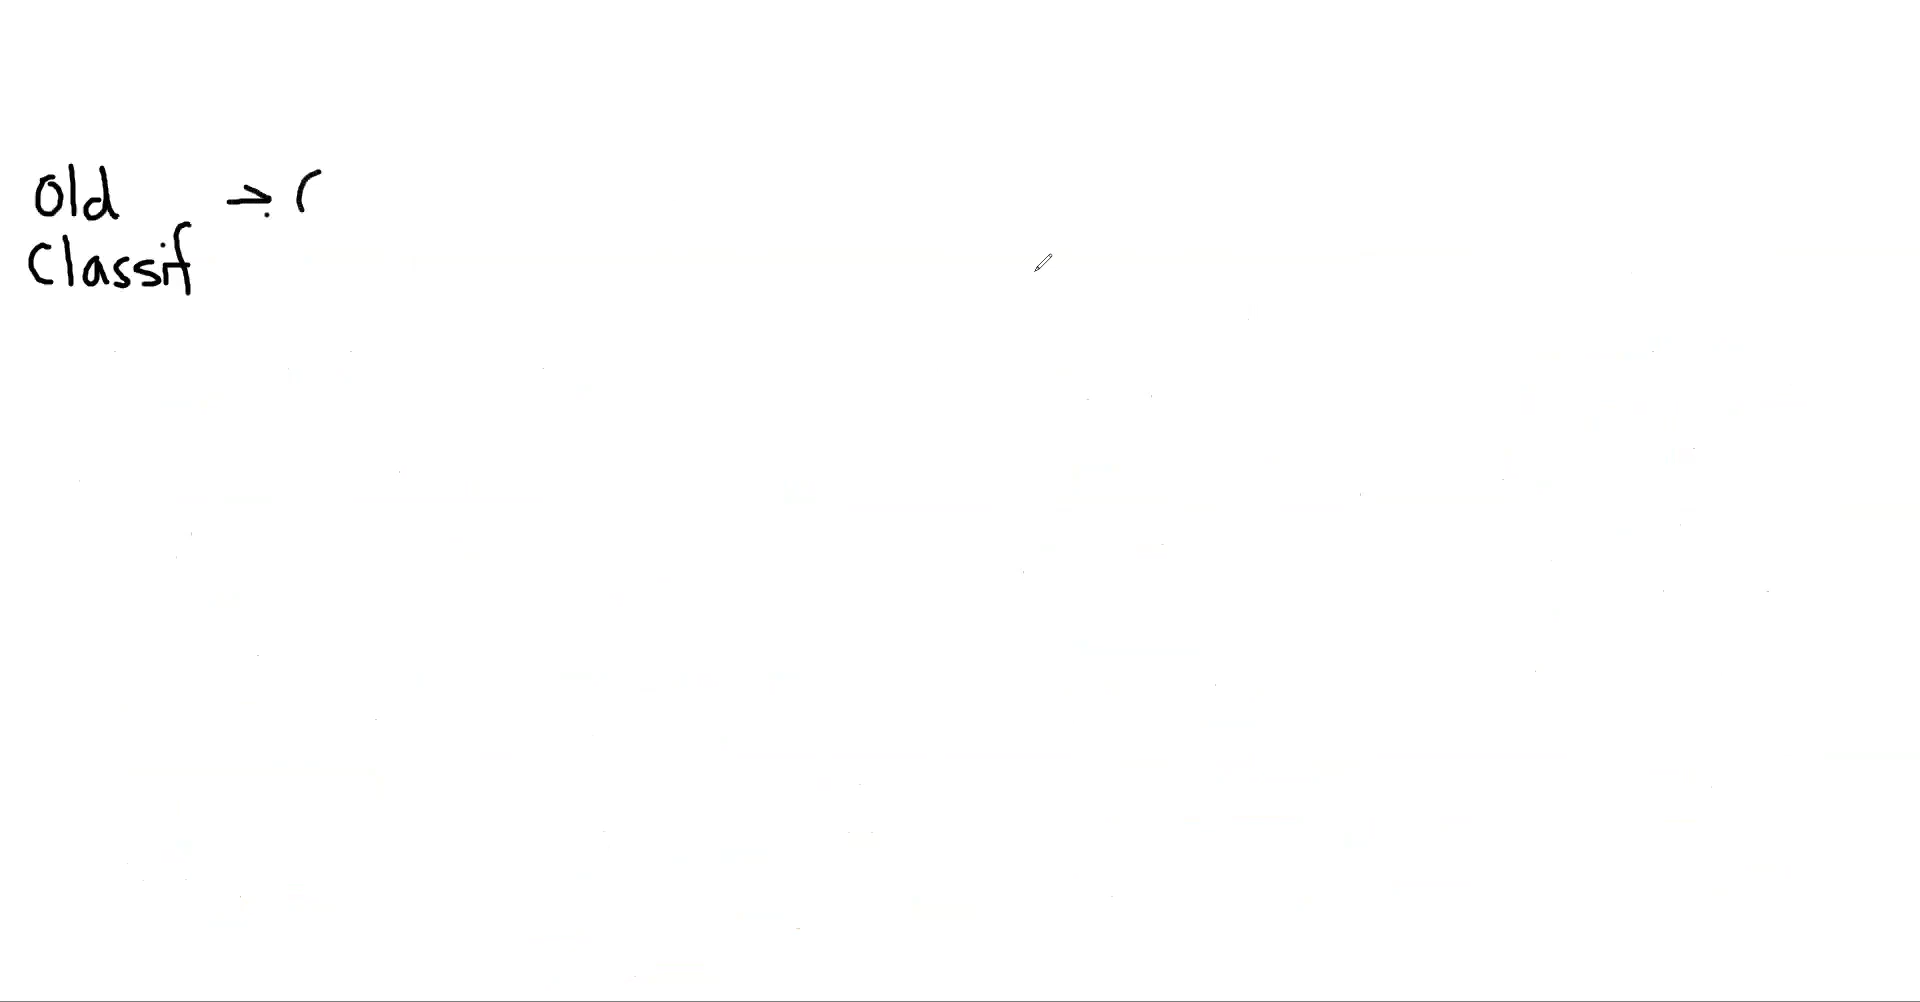 Old → (
Classif